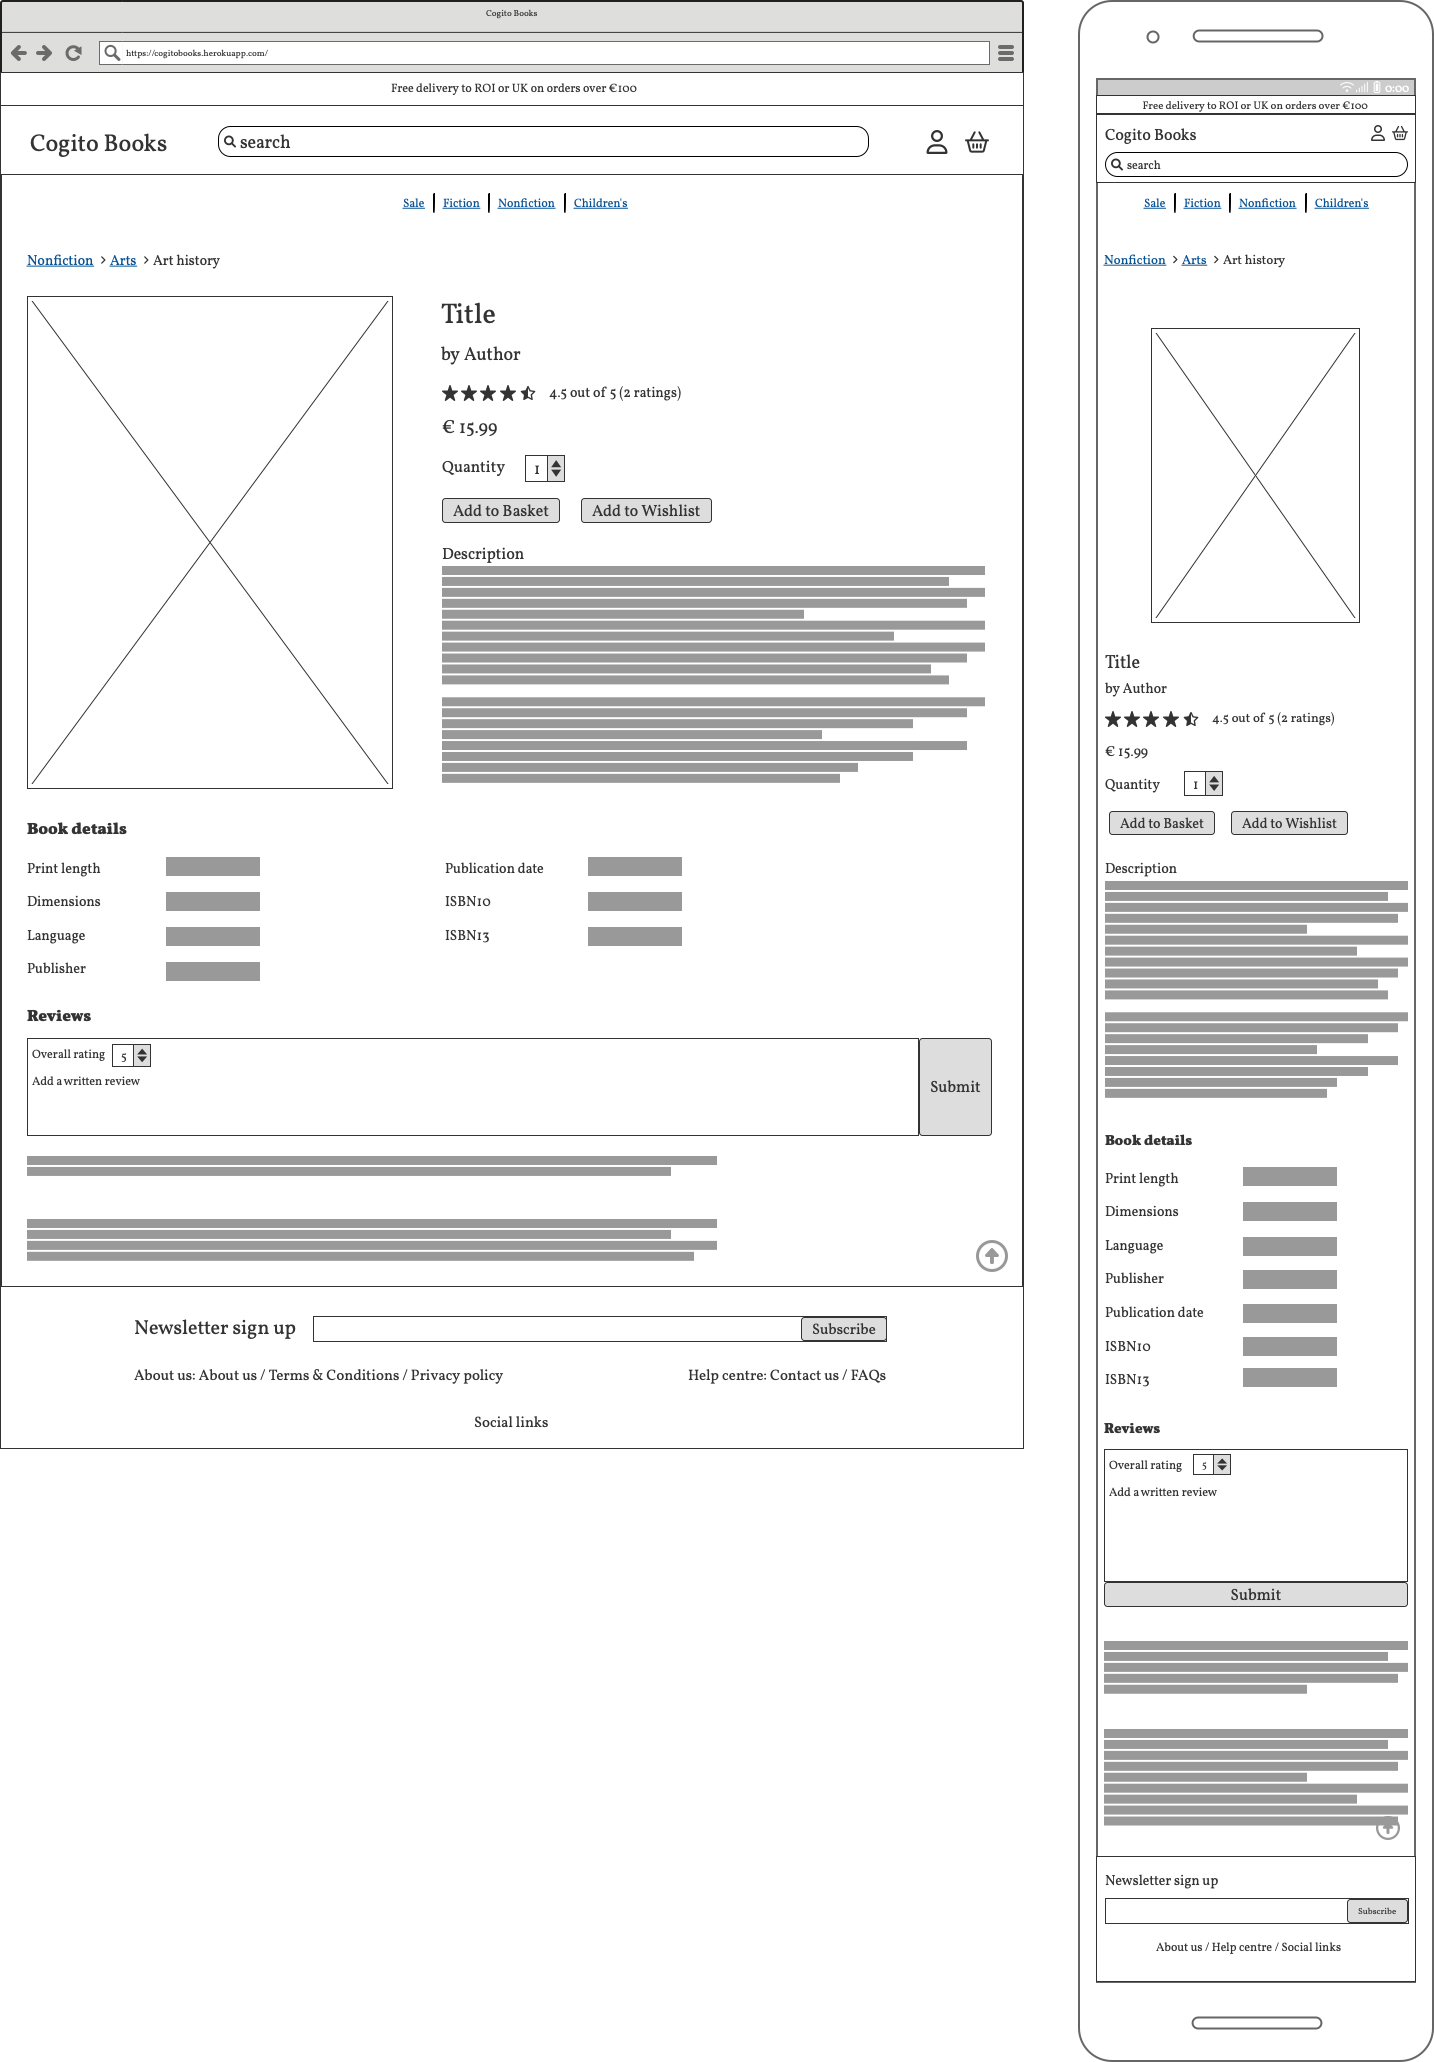 Cogito Books
https://cogitobooks.herokuapp.com/
Free delivery to ROI or UK on orders over €100
Cogito Books
search
Sale | Fiction | Nonfiction | Children's
Nonfiction > Arts > Art history
Title
by Author
4.5 out of 5 (2 ratings)
€ 15.99
Quantity 1
Add to Basket Add to Wishlist
Description
Book details
Print length Publication date
Dimensions ISBN10
Language ISBN13
Publisher
Reviews
Overall rating 5
Add a written review
Submit
Newsletter sign up Subscribe
About us: About us / Terms & Conditions / Privacy policy Help centre: Contact us / FAQs
Social links
0:00
Free delivery to ROI or UK on orders over €100
Cogito Books
search
Sale | Fiction | Nonfiction | Children's
Nonfiction > Arts > Art history
Title
by Author
4.5 out of 5 (2 ratings)
€ 15.99
Quantity 1
Add to Basket Add to Wishlist
Description
Book details
Print length
Dimensions
Language
Publisher
Publication date
ISBN10
ISBN13
Reviews
Overall rating 5
Add a written review
Submit
Newsletter sign up
Subscribe
About us / Help centre / Social links